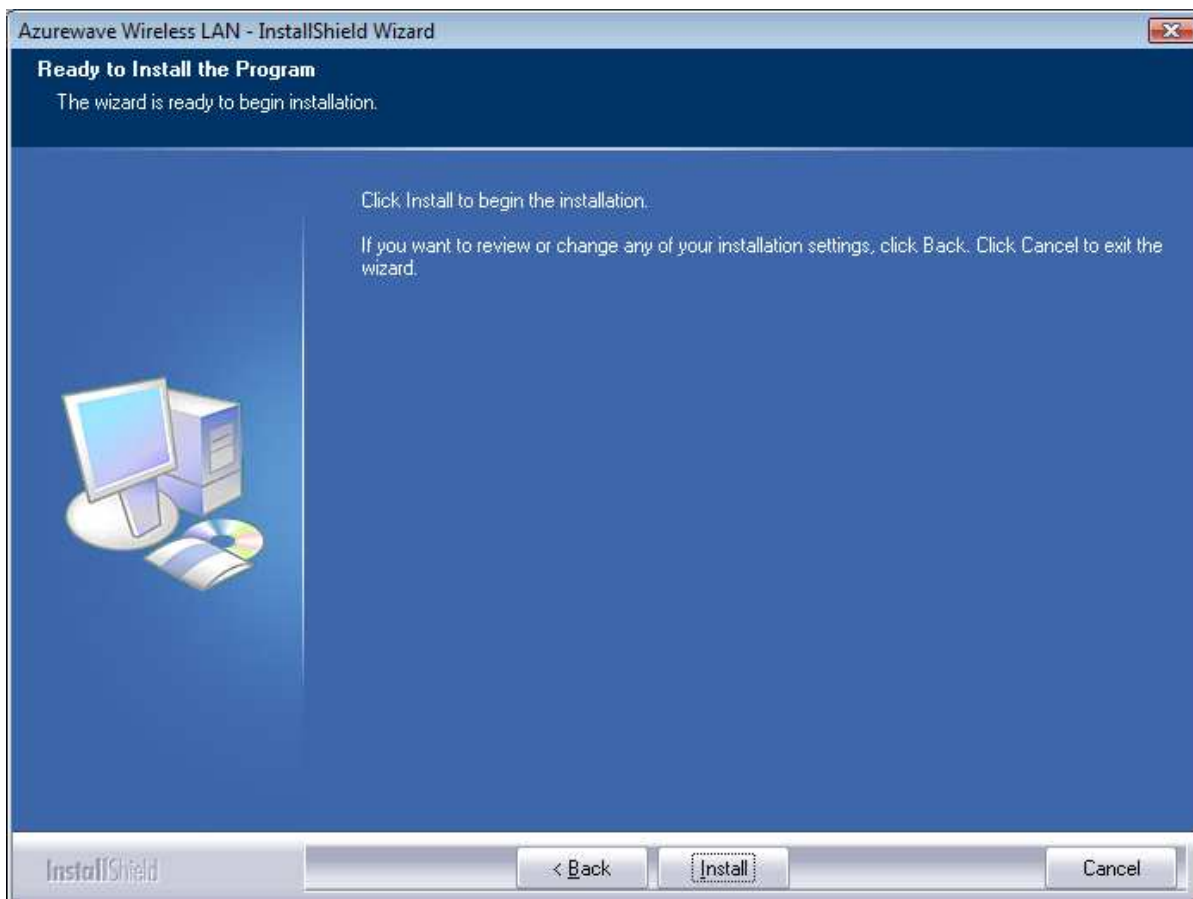 Azurewave Wireless LAN - InstallShield Wizard
Ready to Install the Program
The wizard is ready to begin installation.
Click Install to begin the installation.
If you want to review or change any of your installation settings, click Back. Click Cancel to exit the
wizard.
InstallShield
< Back
Install
Cancel